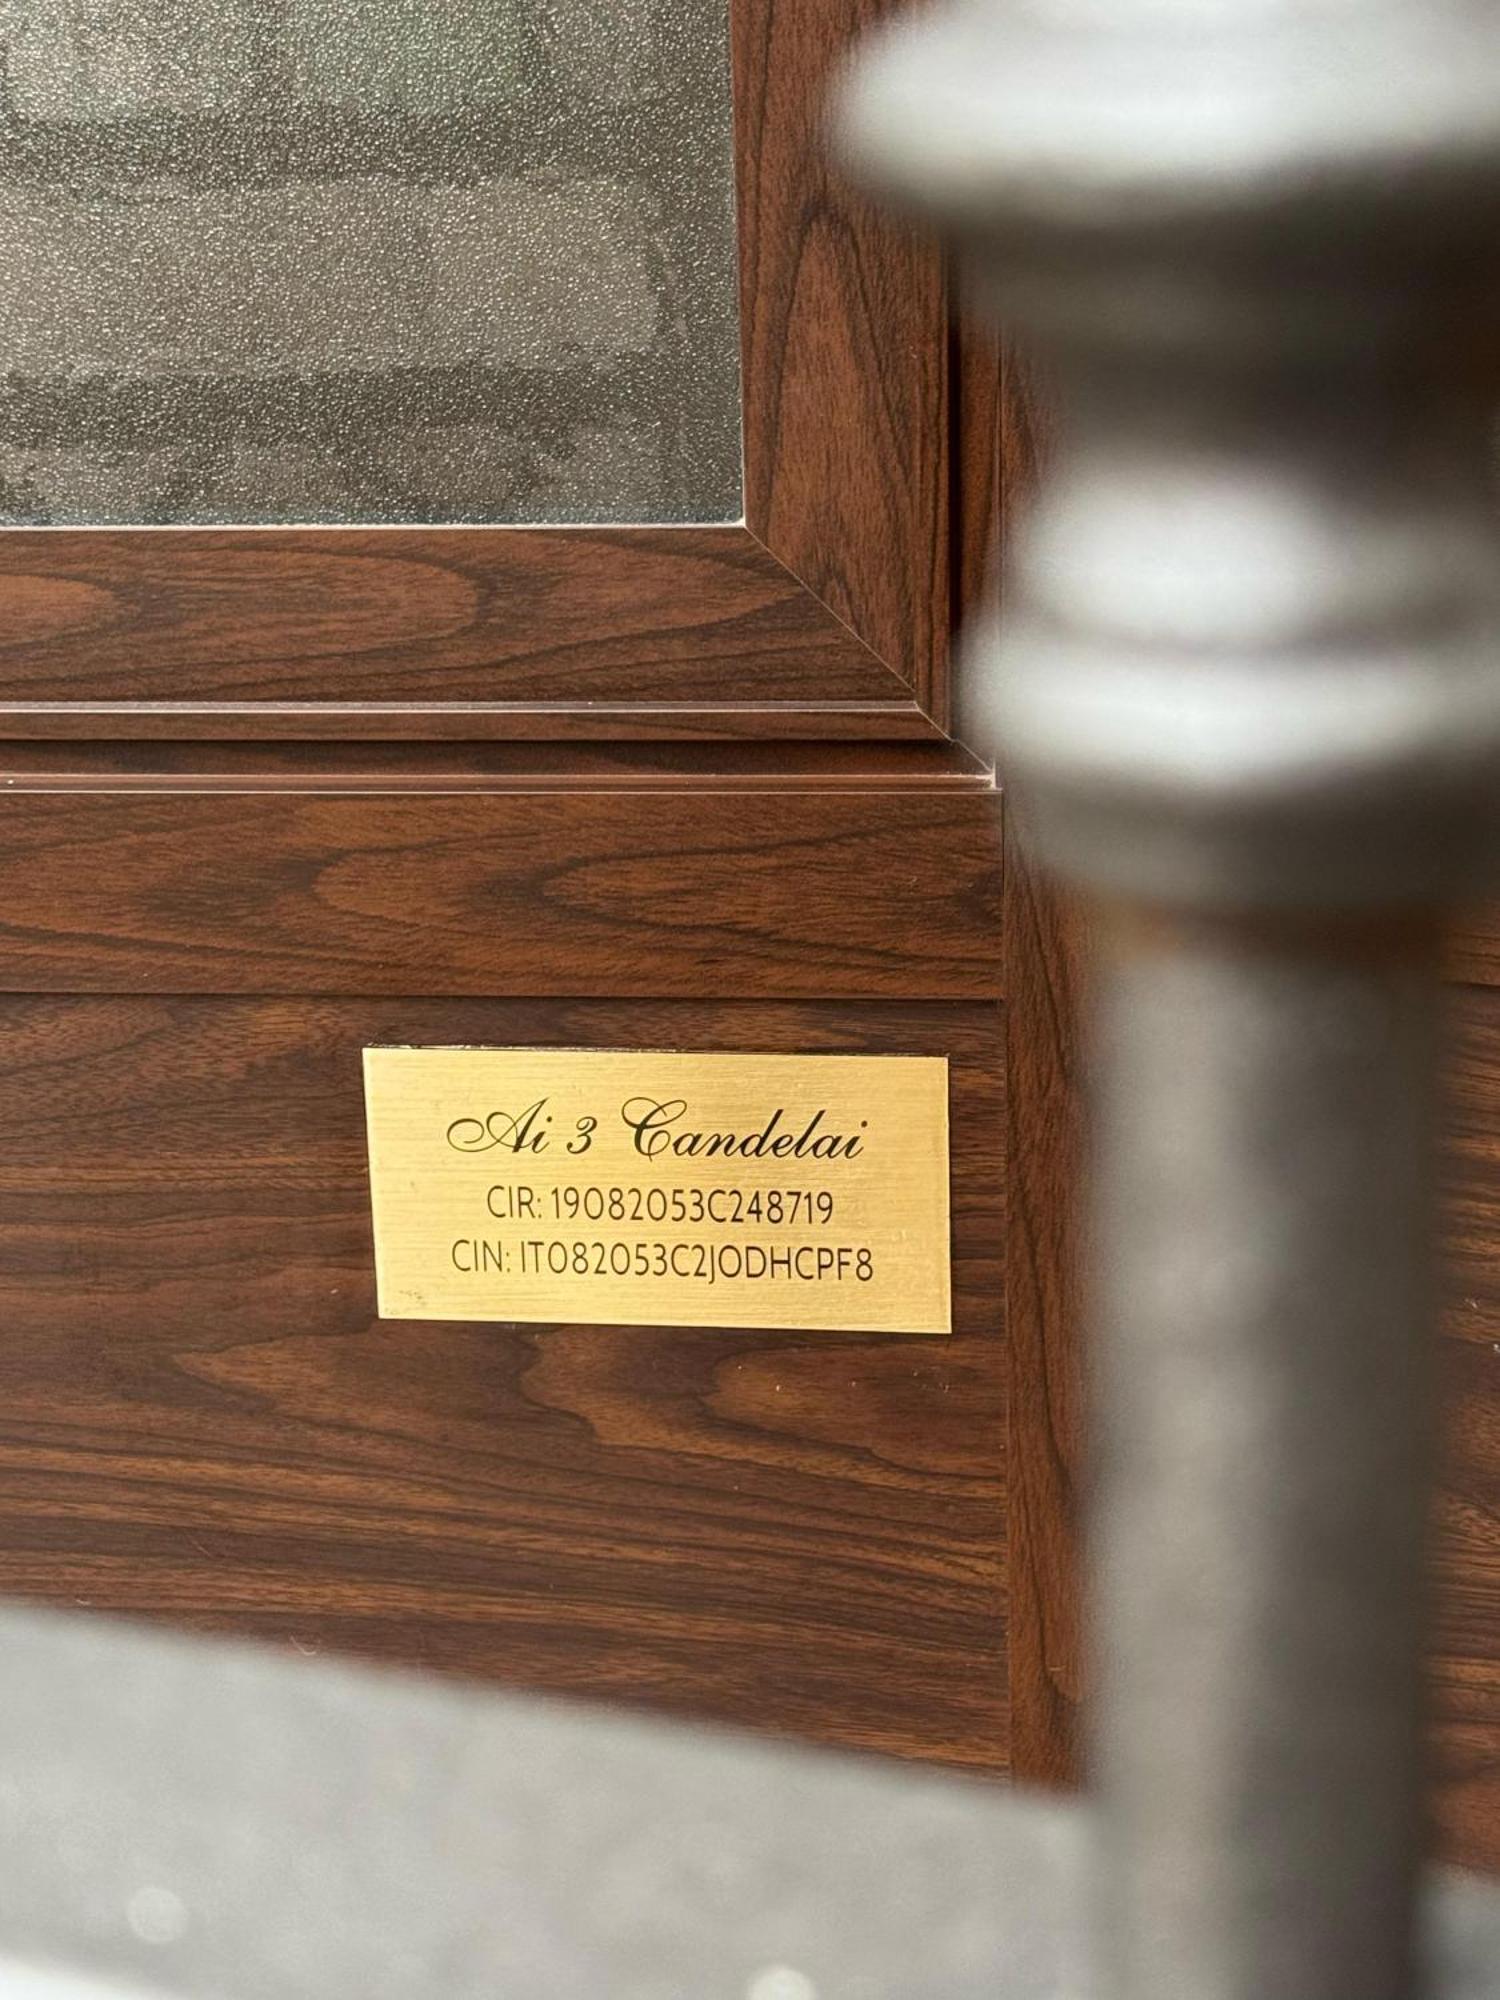 Ai 3 Candelai
CIR: 19082053C248719
CIN: IT082053C2JODHCPF8